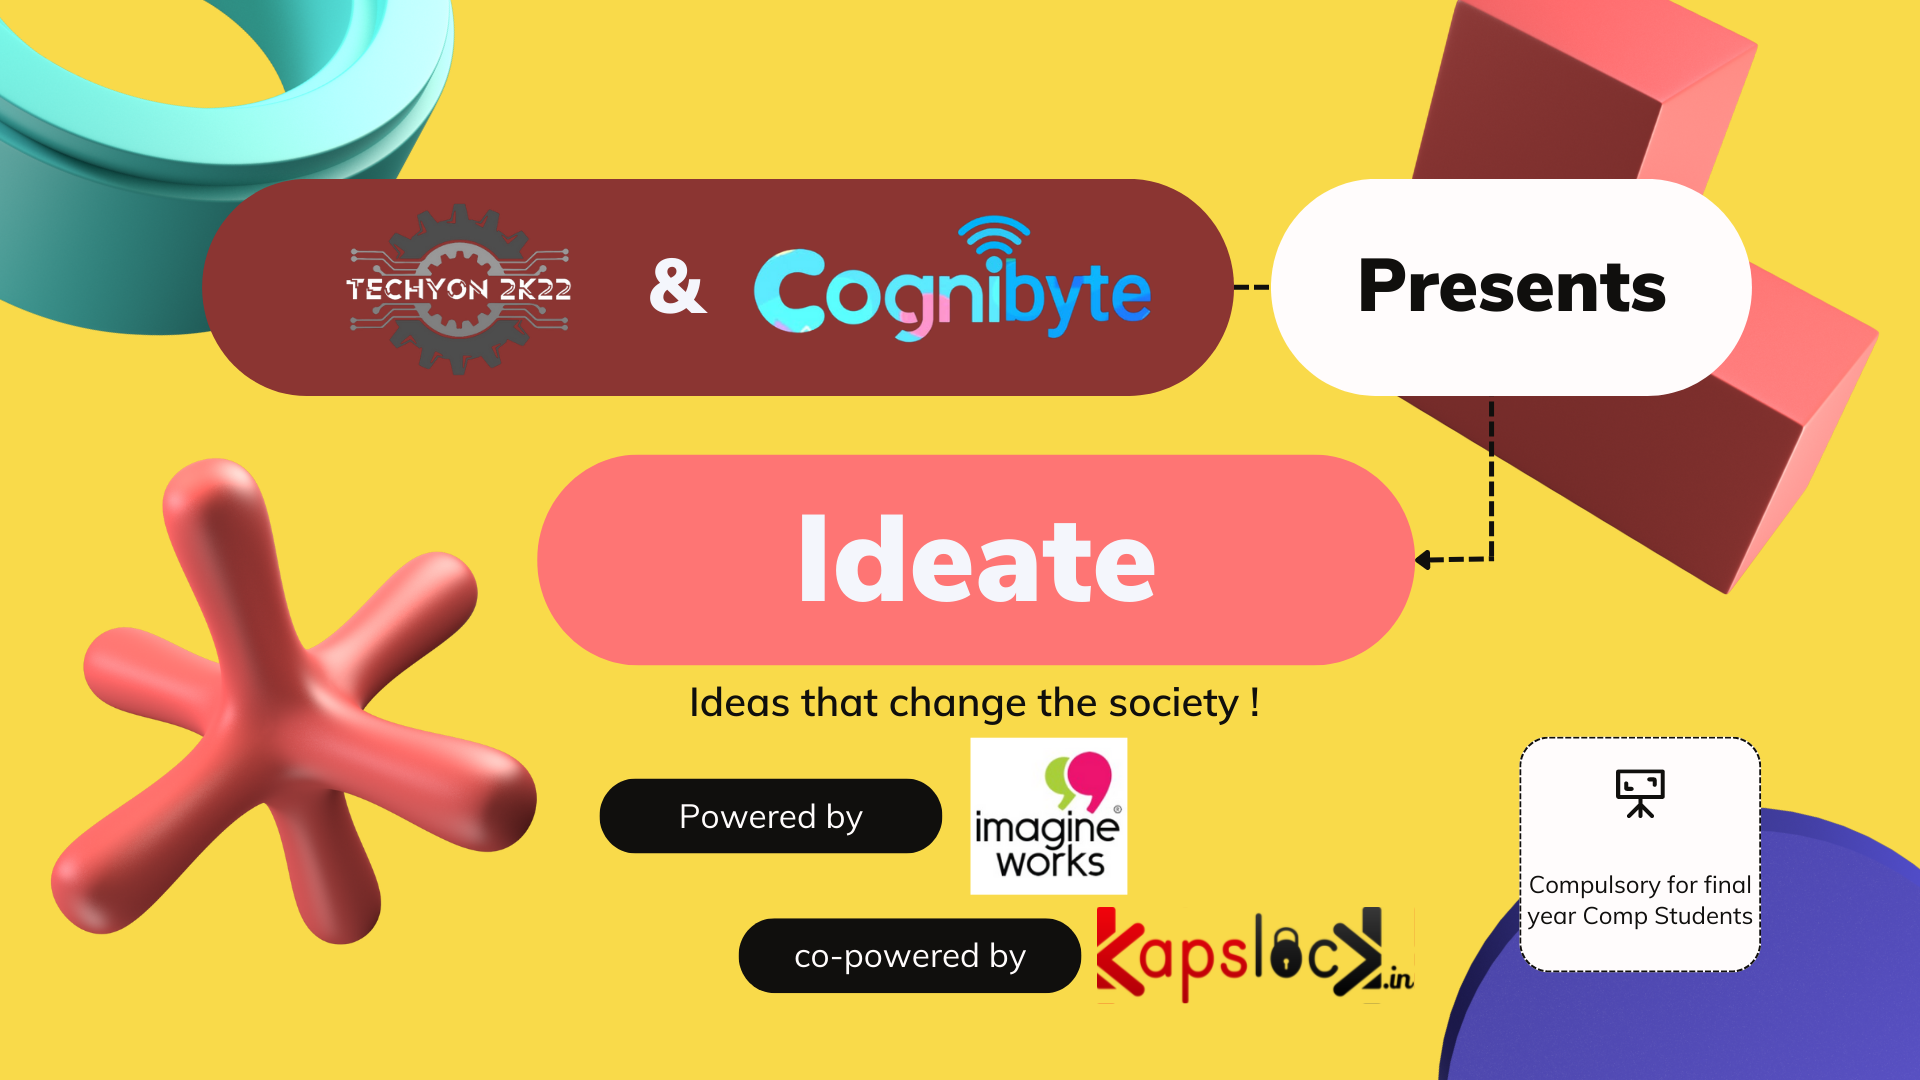 TECHYON 2K22
&
Cognibyte
Presents
Ideate
Ideas that change the society !
Powered by
imagine
works
®
co-powered by
Kapslock.in
Compulsory for final
year Comp Students